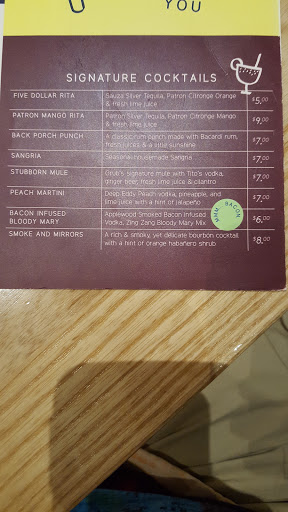 YOU
SIGNATURE COCKTAILS
FIVE DOLLAR RITA Sauza Silver Tequila, Patron Citronge Orange $5.00
& fresh lime juice
PATRON MANGO RITA Patron Silver Tequila, Patron Citronge Mango $9.00
& fresh lime juice
BACK PORCH PUNCH A classic rum punch made with Bacardi rum, $7.00
fresh juices & a little sunshine
SANGRIA Seasonal housemade Sangria $7.00
STUBBORN MULE Grub's signature mule with Tito's vodka, $7.00
ginger beer, fresh lime juice & cilantro
PEACH MARTINI Deep Eddy Peach vodka, pineapple, and $7.00
lime juice with a hint of jalapeño
BACON INFUSED Applewood Smoked Bacon Infused $6.00
BLOODY MARY Vodka, Zing Zang Bloody Mary Mix
MMM BACON
SMOKE AND MIRRORS A rich & smoky, yet delicate bourbon cocktail $8.00
with a hint of orange habanero shrub